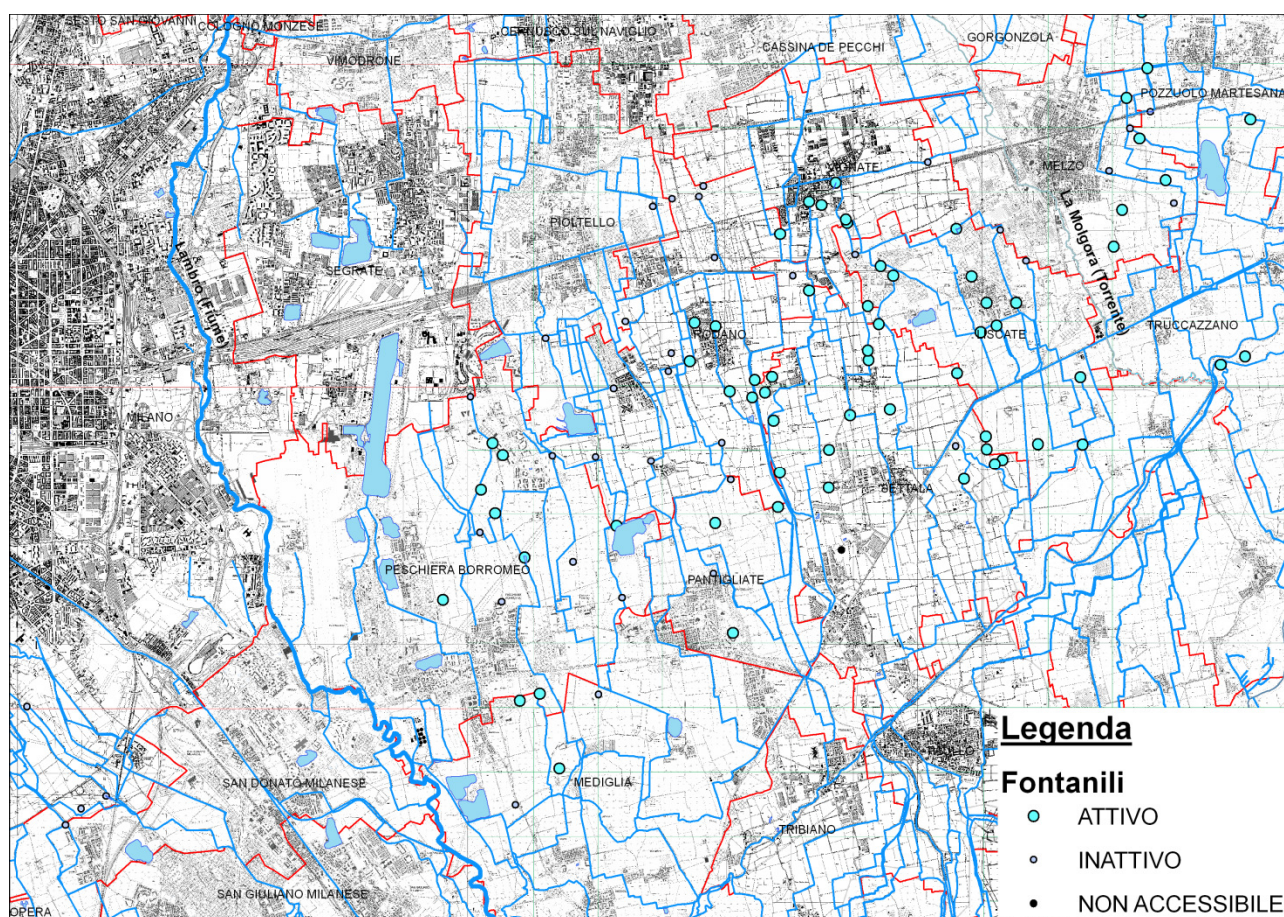 SESTO SAN GIOVANNI
COLOGNO MONZESE
CERNUSCO SUL NAVIGLIO
GORGONZOLA
CASSINA DE PECCHI
VIMODRONE
POZZUOLO MARTESANA
VIGNATE
MELZO
PIOLTELLO
La Molgora (Torrente)
Lambro (Fiume)
SEGRATE
TRUCCAZZANO
RODANO
LISCATE
MILANO
SETTALA
PESCHIERA BORROMEO
PANTIGLIATE
PAULLO
SAN DONATO MILANESE
MEDIGLIA
TRIBIANO
SAN GIULIANO MILANESE
OPERA
Legenda
Fontanili
ATTIVO
INATTIVO
NON ACCESSIBILE